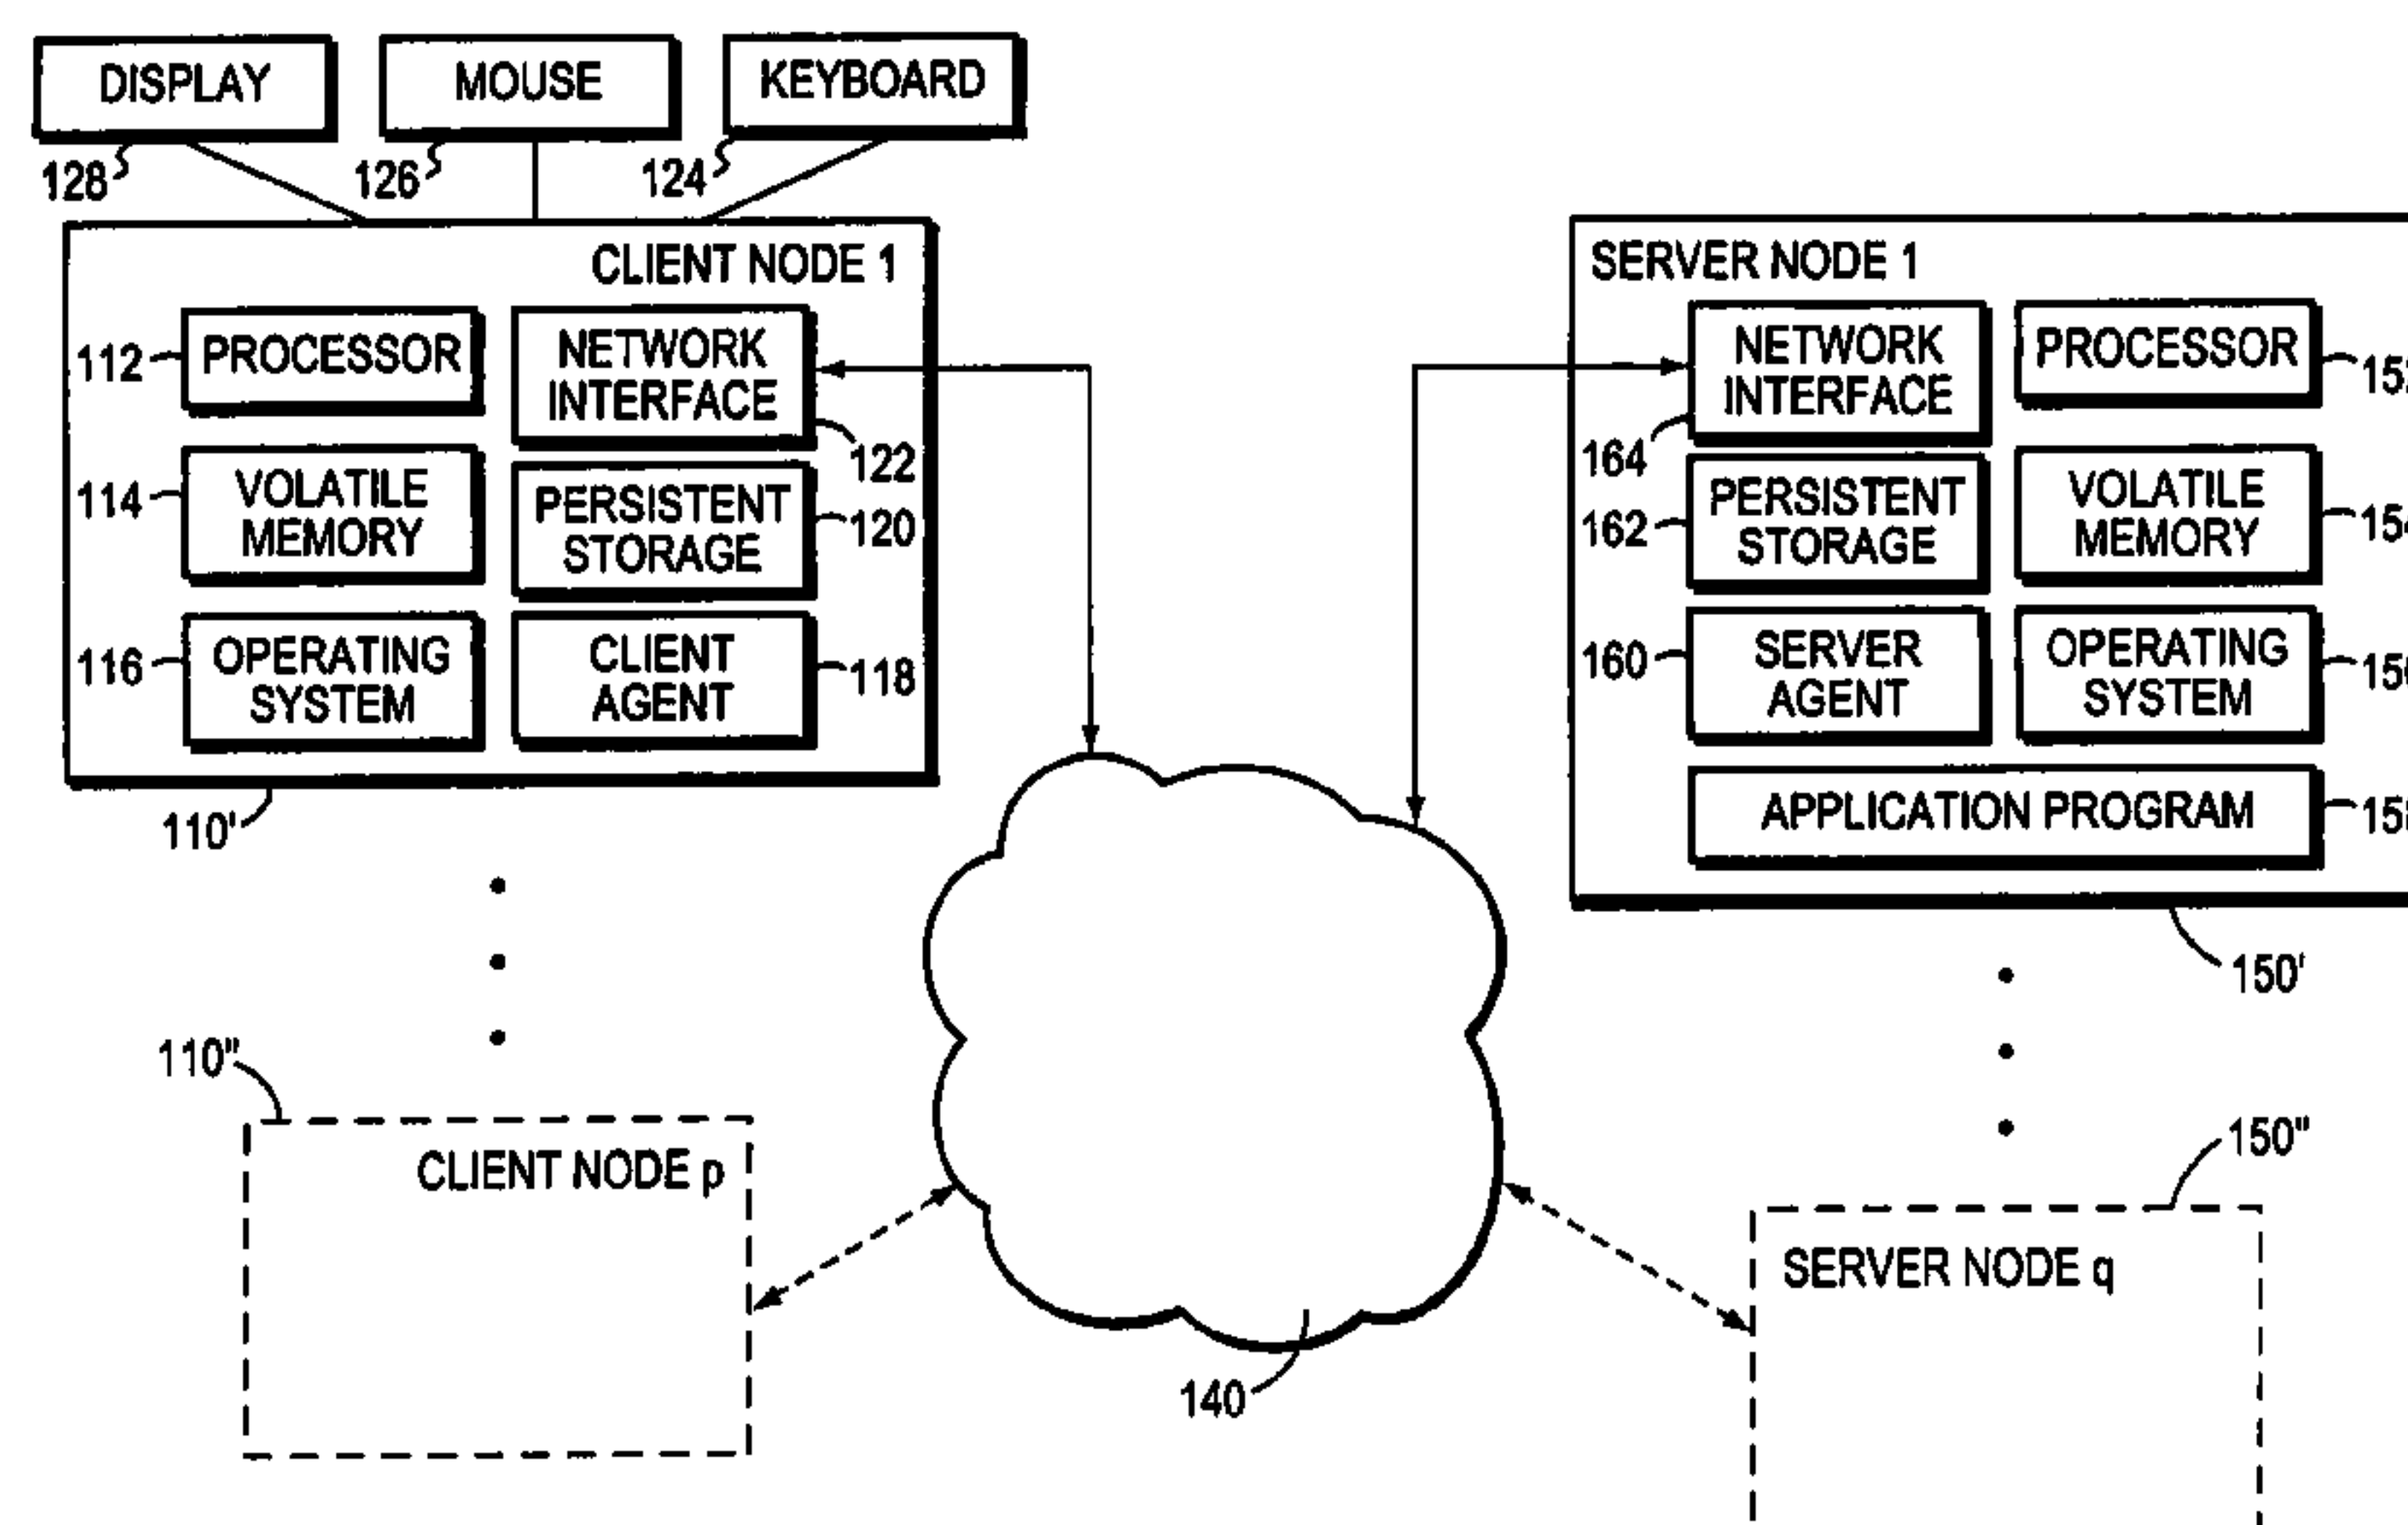 DISPLAY
MOUSE
KEYBOARD
128
126
124
CLIENT NODE 1
112
PROCESSOR
NETWORK
INTERFACE
122
114
VOLATILE
MEMORY
PERSISTENT
STORAGE
120
116
OPERATING
SYSTEM
CLIENT
AGENT
118
110'
SERVER NODE 1
NETWORK
INTERFACE
164
PROCESSOR
162
PERSISTENT
STORAGE
VOLATILE
MEMORY
160
SERVER
AGENT
OPERATING
SYSTEM
APPLICATION PROGRAM
150'
110"
CLIENT NODE p
140
150"
SERVER NODE q